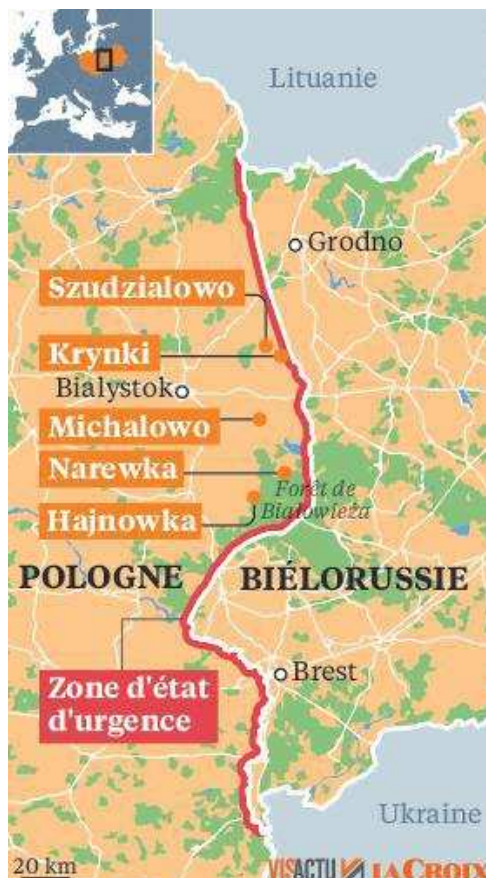 Lituanie
Grodno
Szudzialowo
Krynki
Bialystok
Michalowo
Narewka
Forêt de
Białowieża
Hajnowka
POLOGNE
BIÉLORUSSIE
Zone d'état
d'urgence
Brest
Ukraine
20 km
VISACTU LA CROIX